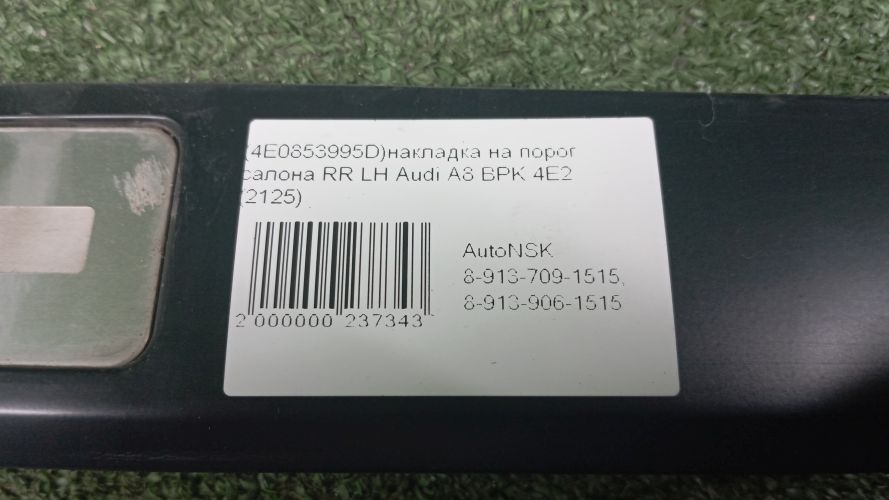 (4E0853995D)накладка на порог
салона RR LH Audi A8 BPK 4E2
(2125)
AutoNSK
8-913-709-1515,
8-913-906-1515
2 000000 237343